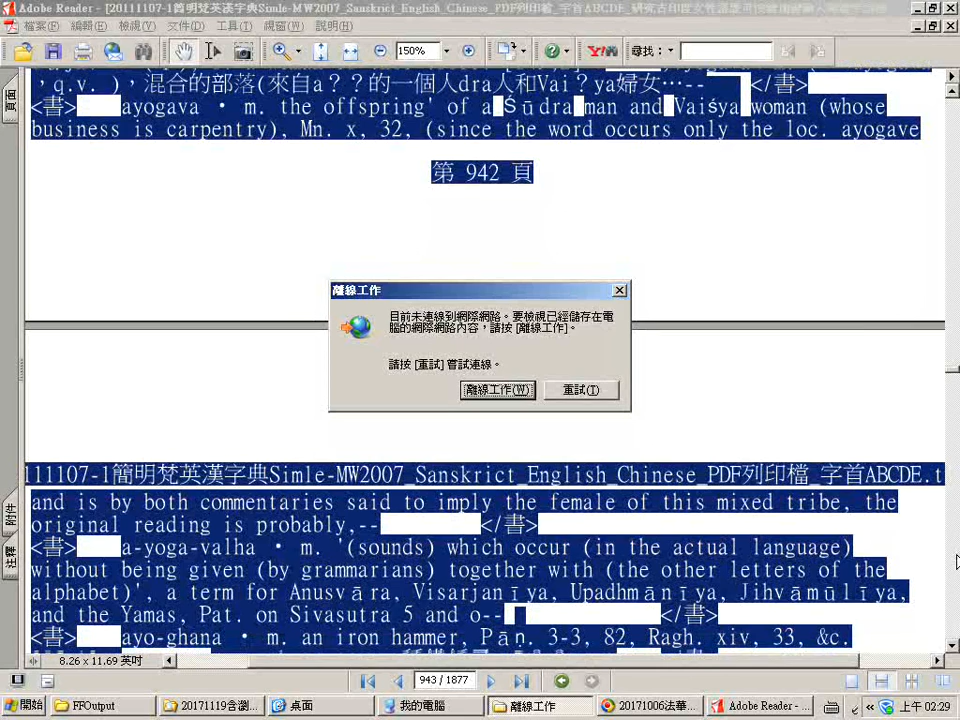 Adobe Reader - [20111107-1簡明梵英漢字典Simle-MW2007_Sanskrict_English_Chinese_PDF列印檔_字首ABCDE_研究古印度
檔案(F) 編輯(E) 檢視(V) 文件(D) 工具(T) 視窗(W) 說明(H)
150% Y! 尋找:
頁面
,q.v. ),混合的部落(來自a??的一個人dra人和Vai?ya婦女…-- </書>
<書> ayogava • m. the offspring' of a Śūdra man and Vaiśya woman (whose
business is carpentry), Mn. x, 32, (since the word occurs only the loc. ayogave
第 942 頁
離線工作
目前未連線到網際網路。要檢視已經儲存在電
腦的網際網路內容，請按 [離線工作]。
請按 [重試] 嘗試連線。
離線工作(W) 重試(T)
111107-1簡明梵英漢字典Simle-MW2007_Sanskrict_English_Chinese_PDF列印檔_字首ABCDE.t
and is by both commentaries said to imply the female of this mixed tribe, the
original reading is probably,-- </書>
附件
<書> a-yoga-valha • m. '(sounds) which occur (in the actual language)
註釋
without being given (by grammarians) together with (the other letters of the
alphabet)', a term for Anusvāra, Visarjanīya, Upadhmānīya, Jihvāmūlīya,
and the Yamas, Pat. on Sivasutra 5 and o-- </書>
<書> ayo-ghana • m. an iron hammer, Pāṇ. 3-3, 82, Ragh. xiv, 33, &c.
8.26 x 11.69 英吋
943 / 1877
開始 FFOutput 20171119含瀏... 桌面 我的電腦 離線工作 20171006法華... Adobe Reader - ... 上午 02:29